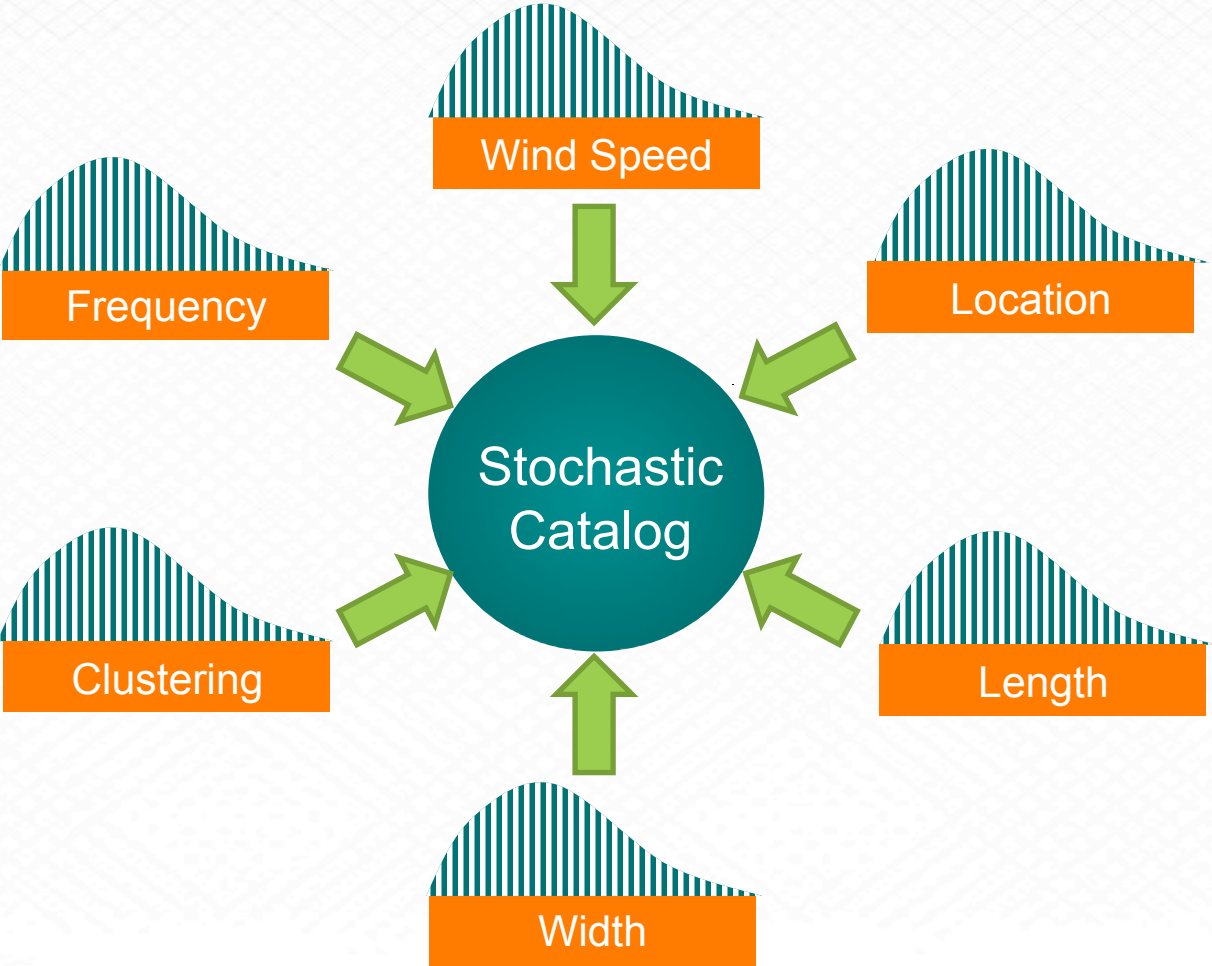 Wind Speed
Frequency
Location
Stochastic
Catalog
Clustering
Length
Width